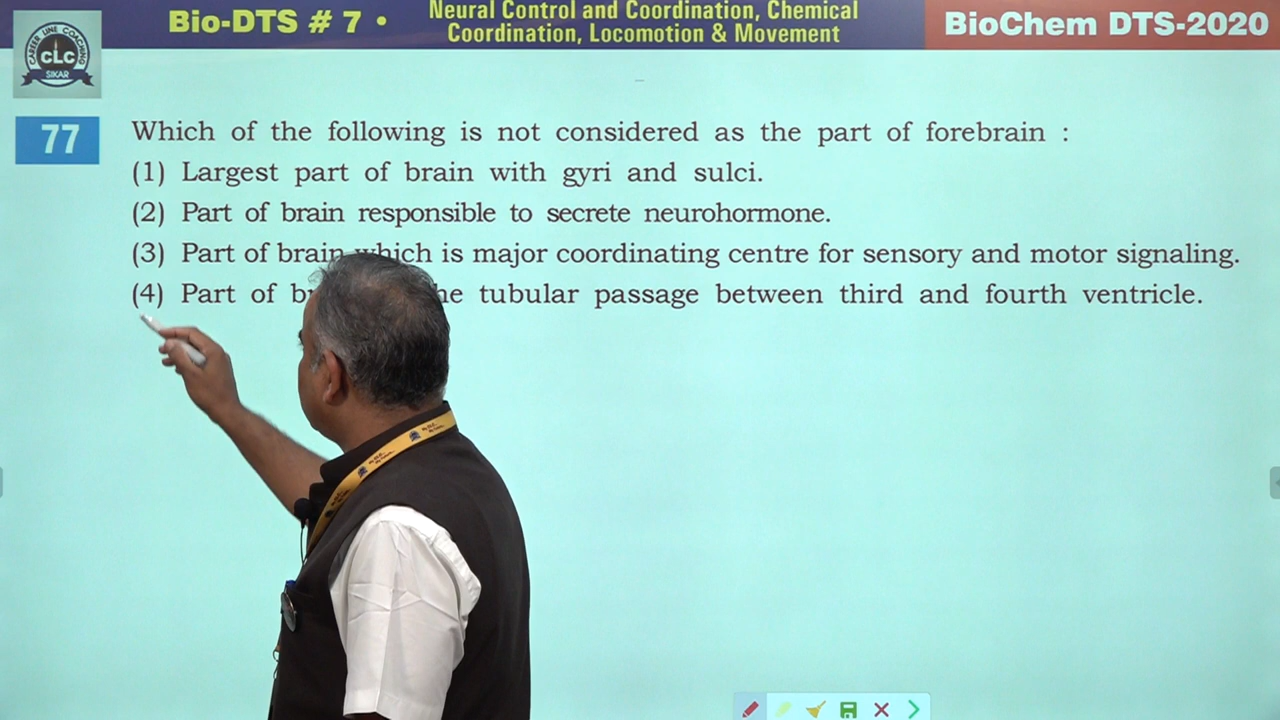 Bio-DTS # 7 •
Neural Control and Coordination, Chemical
Coordination, Locomotion & Movement
BioChem DTS-2020
CAREER LINE COACHING
CLC
SIKAR
77
Which of the following is not considered as the part of forebrain :
(1) Largest part of brain with gyri and sulci.
(2) Part of brain responsible to secrete neurohormone.
(3) Part of brain which is major coordinating centre for sensory and motor signaling.
(4) Part of tubular passage between third and fourth ventricle.